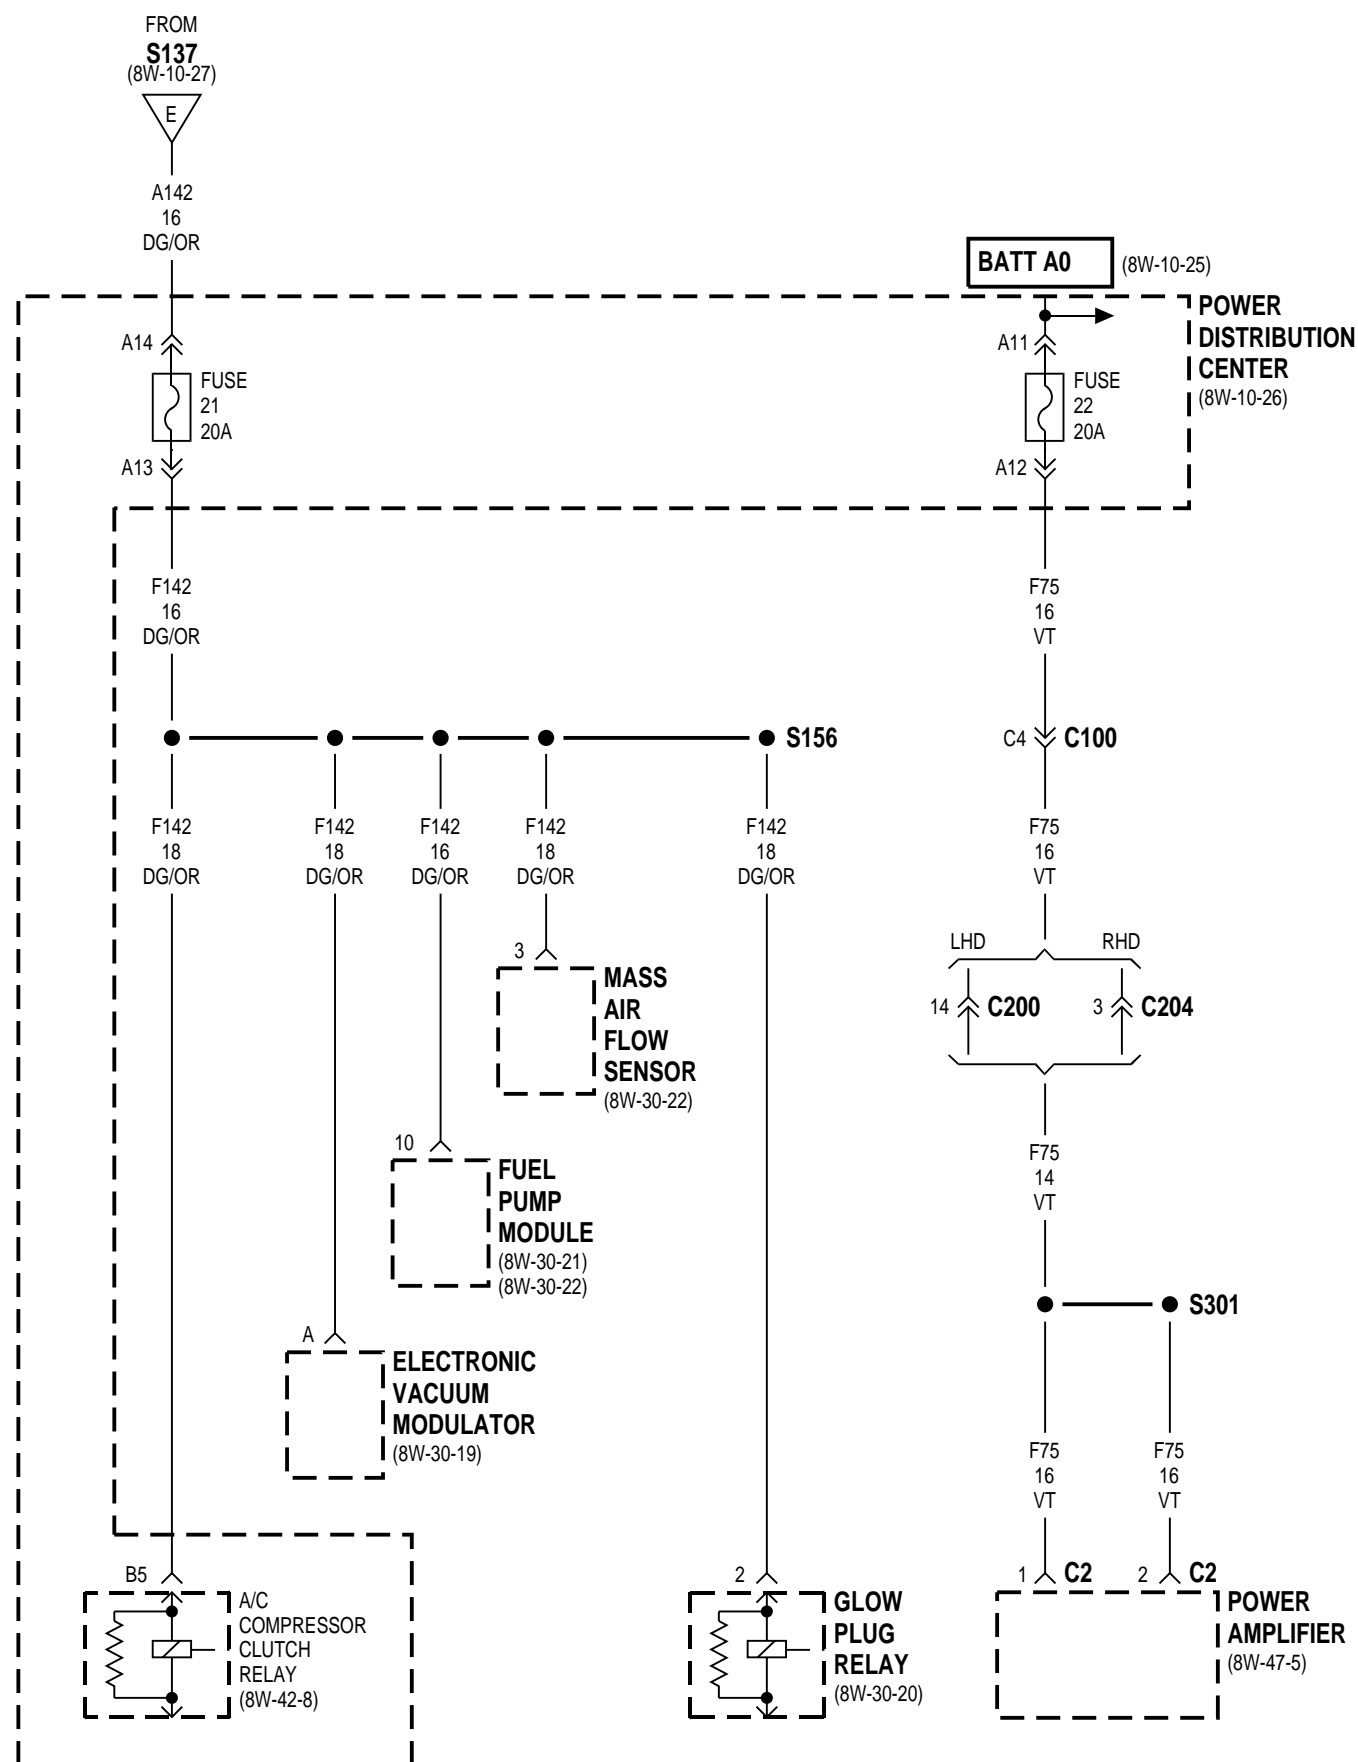 FROM
S137
(8W-10-27)
E
A142
16
DG/OR
BATT A0
(8W-10-25)
POWER
DISTRIBUTION
CENTER
(8W-10-26)
A14
FUSE
21
20A
A13
A11
FUSE
22
20A
A12
F142
16
DG/OR
F75
16
VT
S156
C4
C100
F142
18
DG/OR
F142
18
DG/OR
F142
16
DG/OR
F142
18
DG/OR
F142
18
DG/OR
F75
16
VT
LHD
RHD
14
C200
3
C204
3
MASS
AIR
FLOW
SENSOR
(8W-30-22)
10
FUEL
PUMP
MODULE
(8W-30-21)
(8W-30-22)
F75
14
VT
S301
A
ELECTRONIC
VACUUM
MODULATOR
(8W-30-19)
F75
16
VT
F75
16
VT
B5
A/C
COMPRESSOR
CLUTCH
RELAY
(8W-42-8)
2
GLOW
PLUG
RELAY
(8W-30-20)
1
C2
2
C2
POWER
AMPLIFIER
(8W-47-5)